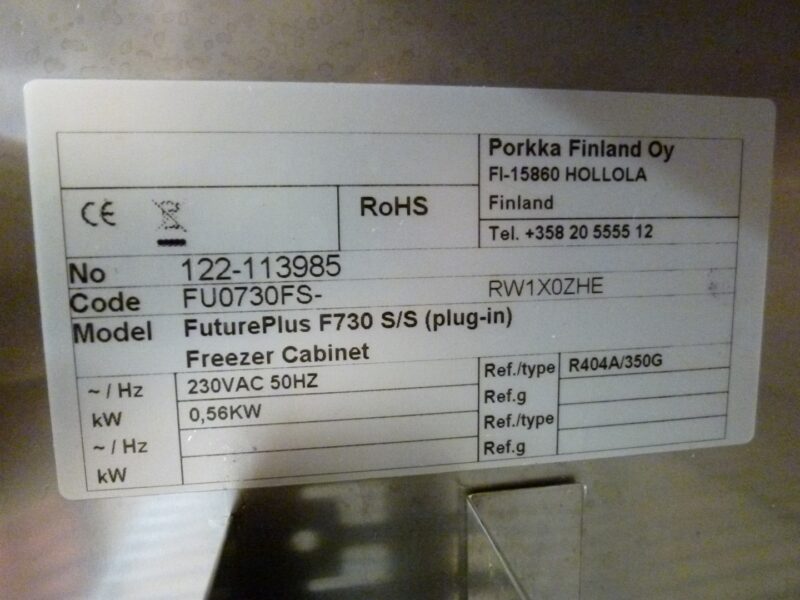 Porkka Finland Oy
FI-15860 HOLLOLA
Finland
CE
RoHS
Tel. +358 20 5555 12
No 122-113985
Code FU0730FS- RW1X0ZHE
Model FuturePlus F730 S/S (plug-in)
Freezer Cabinet
~ / Hz 230VAC 50HZ Ref./type R404A/350G
kW 0,56KW Ref.g
~ / Hz Ref./type
kW Ref.g